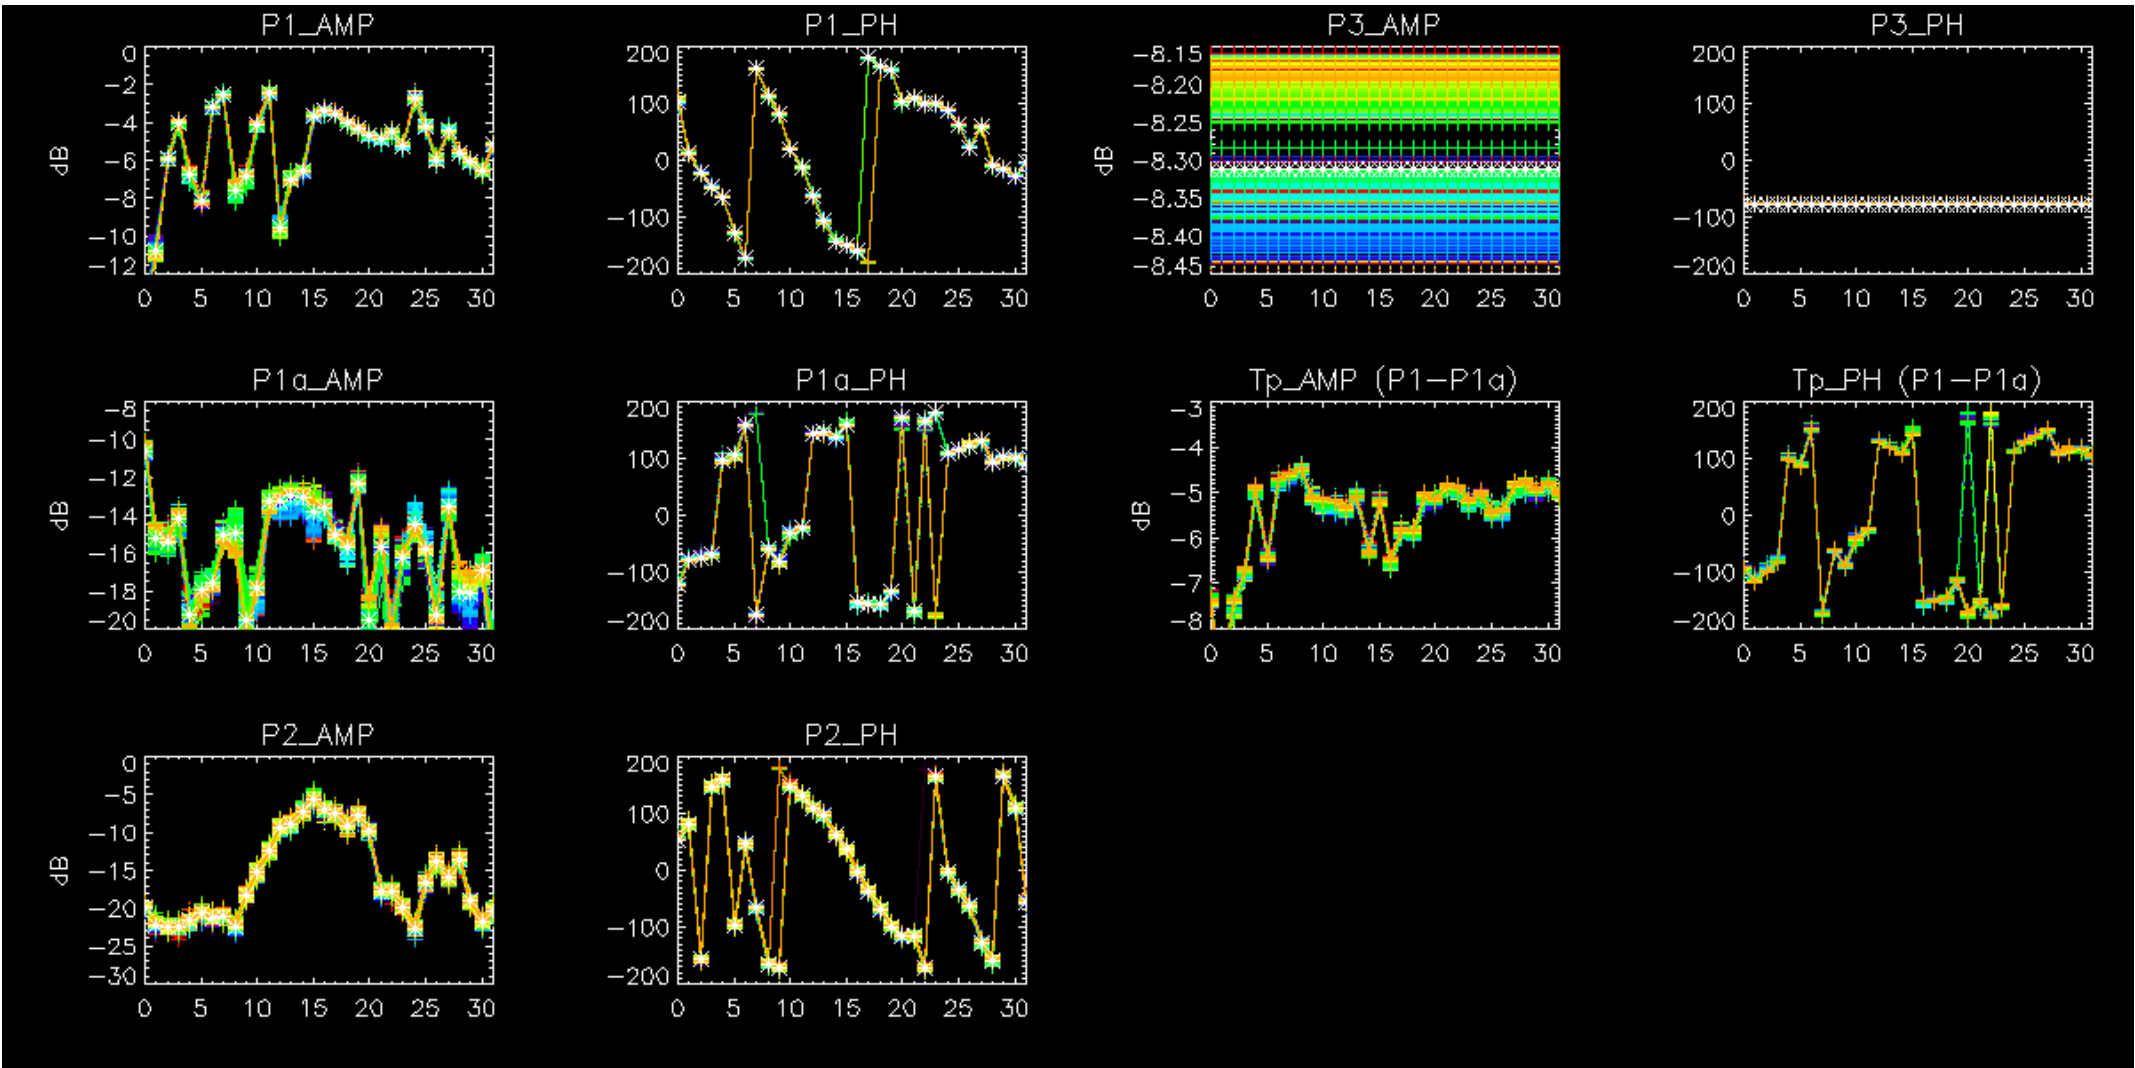 P1_AMP P1_PH P3_AMP P3_PH
0 200 -8.15 200
-2 100 -8.20 100
-4 0 -8.25 0
-6 -100 -8.30 -100
-8 -200 -8.35 -200
-10 -8.40
-12 -8.45
dB dB
0 5 10 15 20 25 30 0 5 10 15 20 25 30 0 5 10 15 20 25 30 0 5 10 15 20 25 30
P1a_AMP P1a_PH Tp_AMP (P1-P1a) Tp_PH (P1-P1a)
-8 200 -3 200
-10 100 -4 100
-12 0 -5 0
-14 -100 -6 -100
-16 -200 -7 -200
-18 -8
-20
dB dB
0 5 10 15 20 25 30 0 5 10 15 20 25 30 0 5 10 15 20 25 30 0 5 10 15 20 25 30
P2_AMP P2_PH
0 200
-5 100
-10 0
-15 -100
-20 -200
-25
-30
dB
0 5 10 15 20 25 30 0 5 10 15 20 25 30